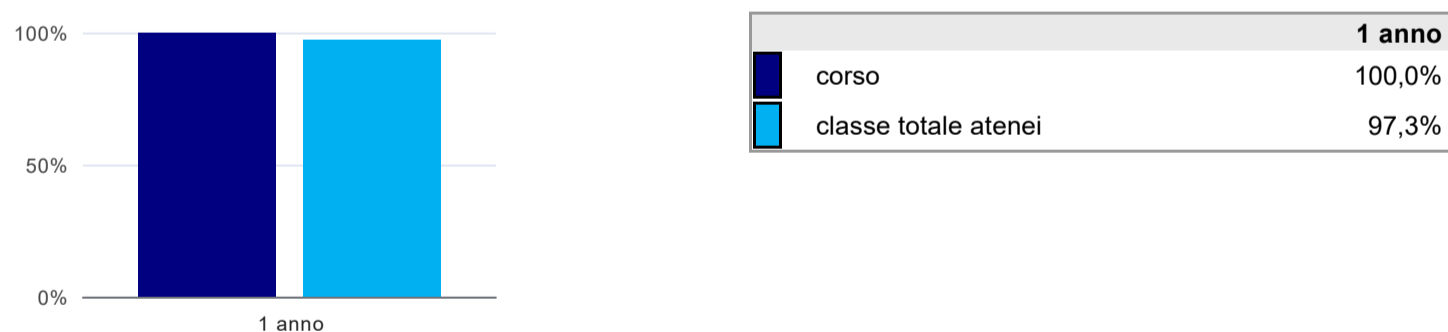 100%
50%
0%
1 anno
1 anno
corso 100,0%
classe totale atenei 97,3%